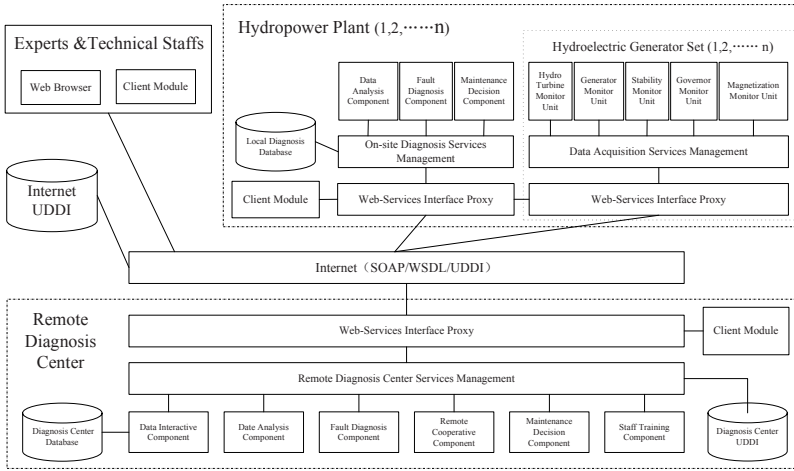 Experts &Technical Staffs
Web Browser
Client Module
Hydropower Plant (1,2,……n)
Hydroelectric Generator Set (1,2,…… n)
Data
Analysis
Component
Fault
Diagnosis
Component
Maintenance
Decision
Component
Hydro
Turbine
Monitor
Unit
Generator
Monitor
Unit
Stability
Monitor
Unit
Governor
Monitor
Unit
Magnetization
Monitor Unit
Local Diagnosis
Database
On-site Diagnosis Services
Management
Data Acquisition Services Management
Client Module
Web-Services Interface Proxy
Web-Services Interface Proxy
Internet
UDDI
Internet（SOAP/WSDL/UDDI）
Remote
Diagnosis
Center
Web-Services Interface Proxy
Client Module
Remote Diagnosis Center Services Management
Diagnosis Center
Database
Data Interactive
Component
Date Analysis
Component
Fault Diagnosis
Component
Remote
Cooperative
Component
Maintenance
Decision
Component
Staff Training
Component
Diagnosis Center
UDDI